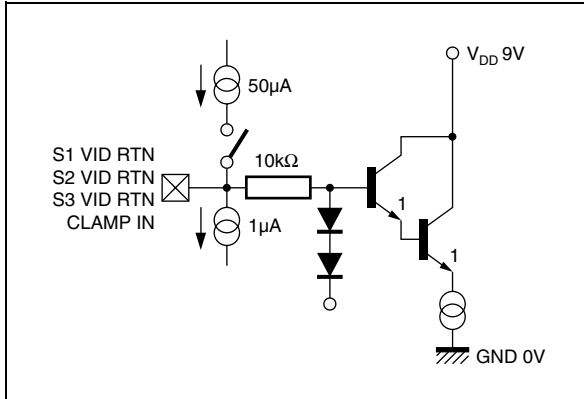 V_DD 9V
50µA
S1 VID RTN
S2 VID RTN
S3 VID RTN
CLAMP IN
10kΩ
1µA
1
1
GND 0V